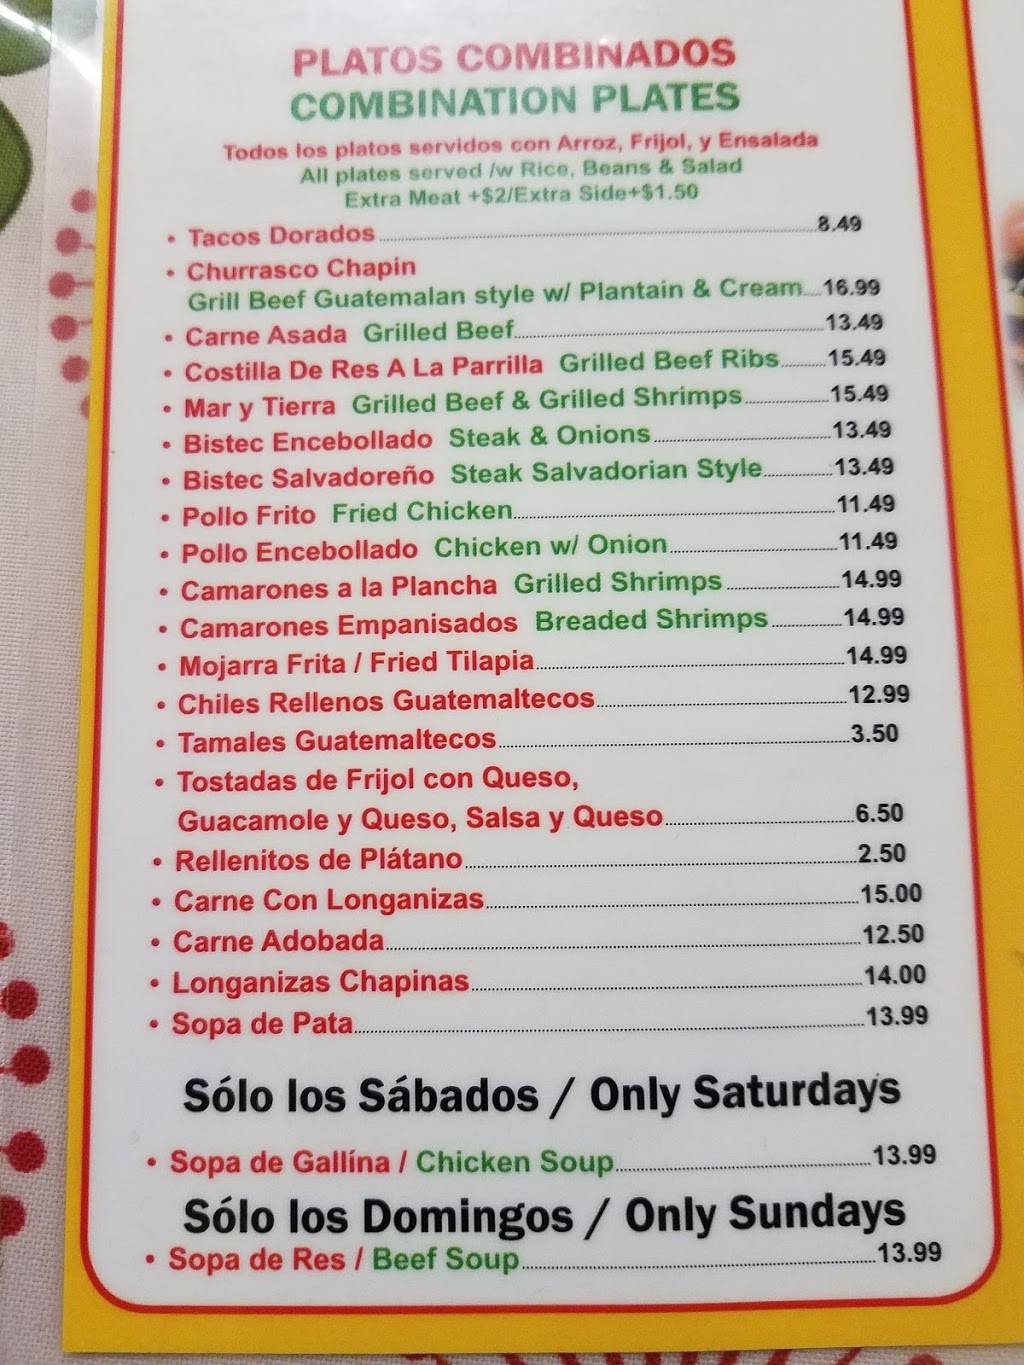 PLATOS COMBINADOS
COMBINATION PLATES
Todos los platos servidos con Arroz, Frijol, y Ensalada
All plates served /w Rice, Beans & Salad
Extra Meat +$2/Extra Side+$1.50
• Tacos Dorados 8.49
• Churrasco Chapin
Grill Beef Guatemalan style w/ Plantain & Cream 16.99
• Carne Asada Grilled Beef 13.49
• Costilla De Res A La Parrilla Grilled Beef Ribs 15.49
• Mar y Tierra Grilled Beef & Grilled Shrimps 15.49
• Bistec Encebollado Steak & Onions 13.49
• Bistec Salvadoreño Steak Salvadorian Style 13.49
• Pollo Frito Fried Chicken 11.49
• Pollo Encebollado Chicken w/ Onion 11.49
• Camarones a la Plancha Grilled Shrimps 14.99
• Camarones Empanisados Breaded Shrimps 14.99
• Mojarra Frita / Fried Tilapia 14.99
• Chiles Rellenos Guatemaltecos 12.99
• Tamales Guatemaltecos 3.50
• Tostadas de Frijol con Queso,
Guacamole y Queso, Salsa y Queso 6.50
• Rellenitos de Plátano 2.50
• Carne Con Longanizas 15.00
• Carne Adobada 12.50
• Longanizas Chapinas 14.00
• Sopa de Pata 13.99
Sólo los Sábados / Only Saturdays
• Sopa de Gallína / Chicken Soup 13.99
Sólo los Domingos / Only Sundays
• Sopa de Res / Beef Soup 13.99